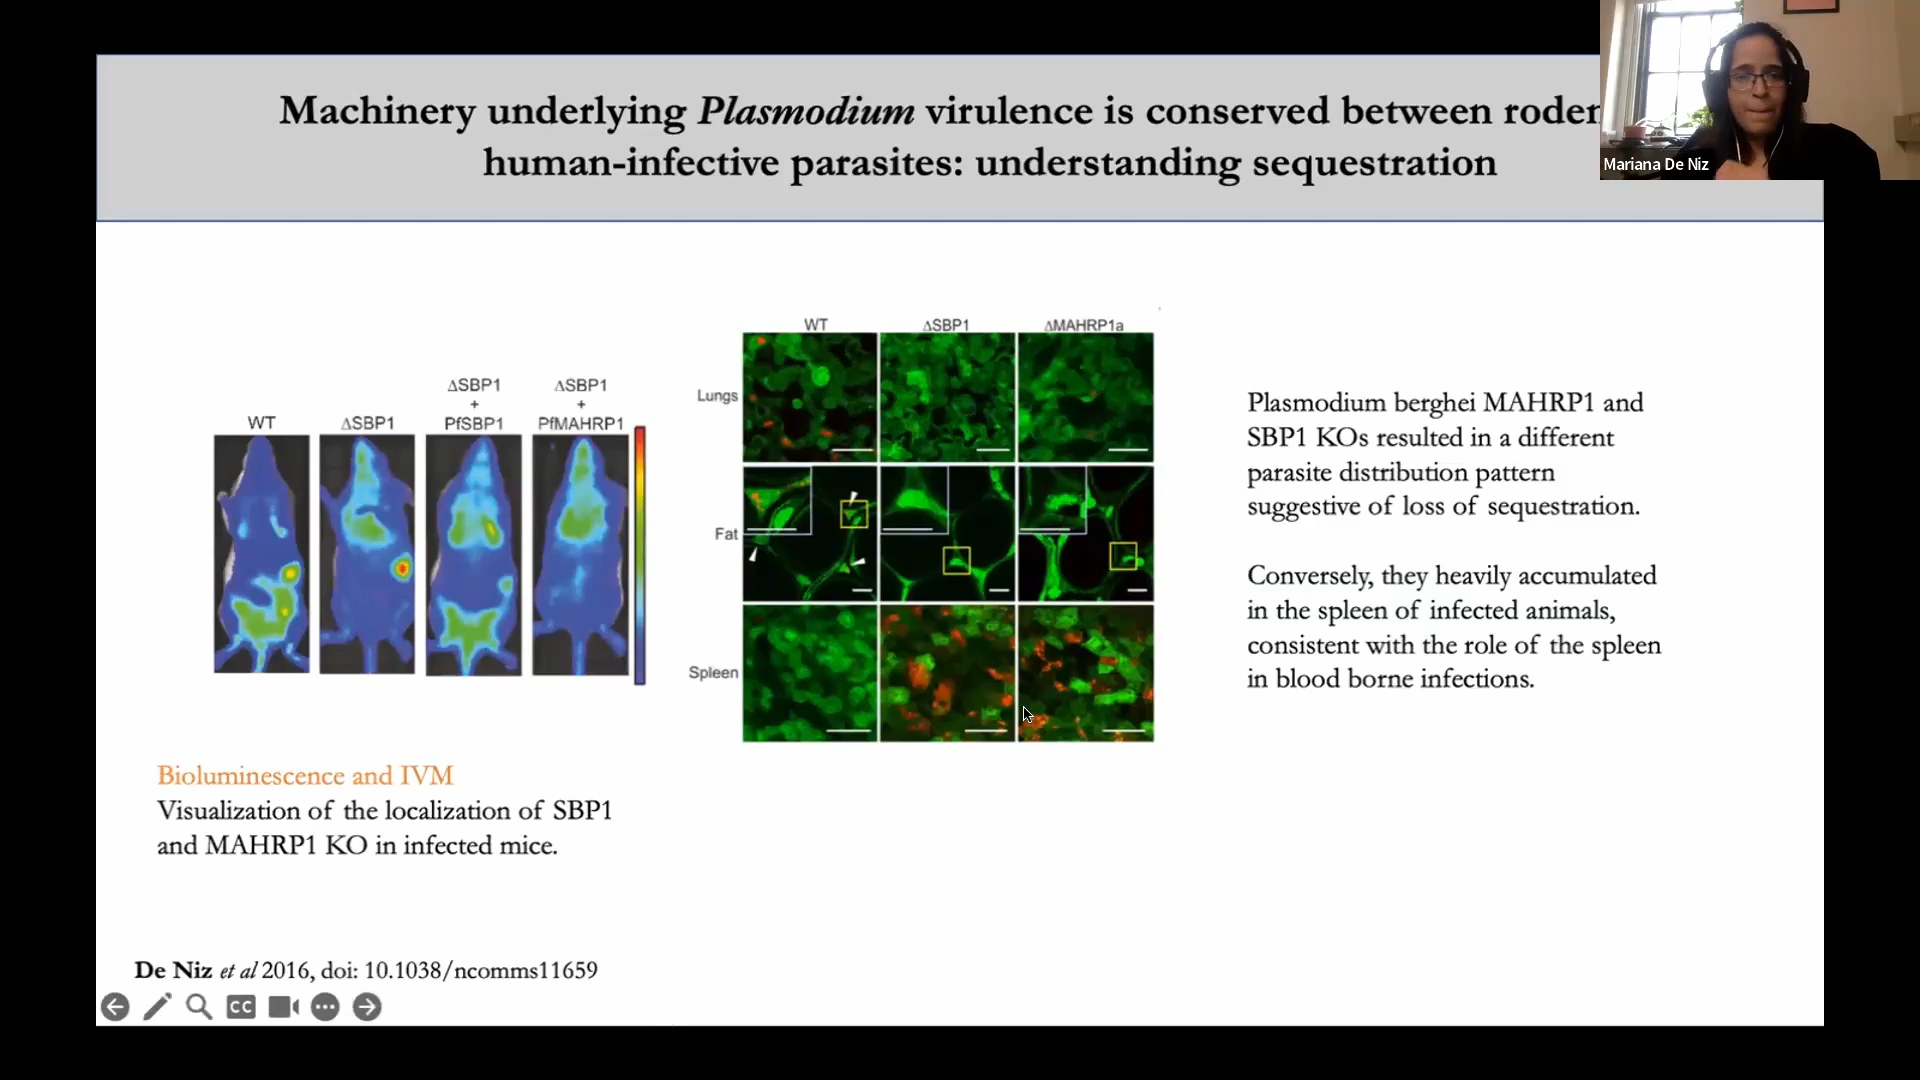 Machinery underlying Plasmodium virulence is conserved between roden
human-infective parasites: understanding sequestration
Mariana De Niz
WT
ΔSBP1
ΔSBP1
+
PfSBP1
ΔSBP1
+
PfMAHRP1
WT
ΔSBP1
ΔMAHRP1a
Lungs
Fat
Spleen
Plasmodium berghei MAHRP1 and
SBP1 KOs resulted in a different
parasite distribution pattern
suggestive of loss of sequestration.
Conversely, they heavily accumulated
in the spleen of infected animals,
consistent with the role of the spleen
in blood borne infections.
Bioluminescence and IVM
Visualization of the localization of SBP1
and MAHRP1 KO in infected mice.
De Niz et al 2016, doi: 10.1038/ncomms11659
CC